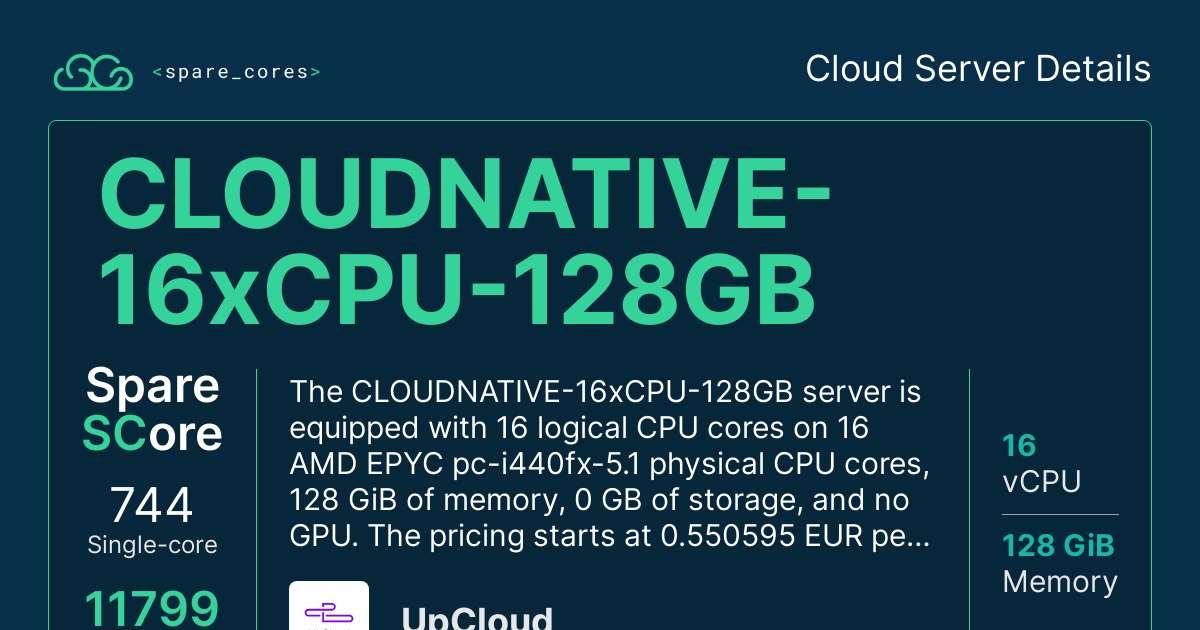 <spare_cores>
Cloud Server Details
CLOUDNATIVE-
16xCPU-128GB
Spare
SCore
744
Single-core
11799
The CLOUDNATIVE-16xCPU-128GB server is
equipped with 16 logical CPU cores on 16
AMD EPYC pc-i440fx-5.1 physical CPU cores,
128 GiB of memory, 0 GB of storage, and no
GPU. The pricing starts at 0.550595 EUR pe...
UpCloud
16
vCPU
128 GiB
Memory